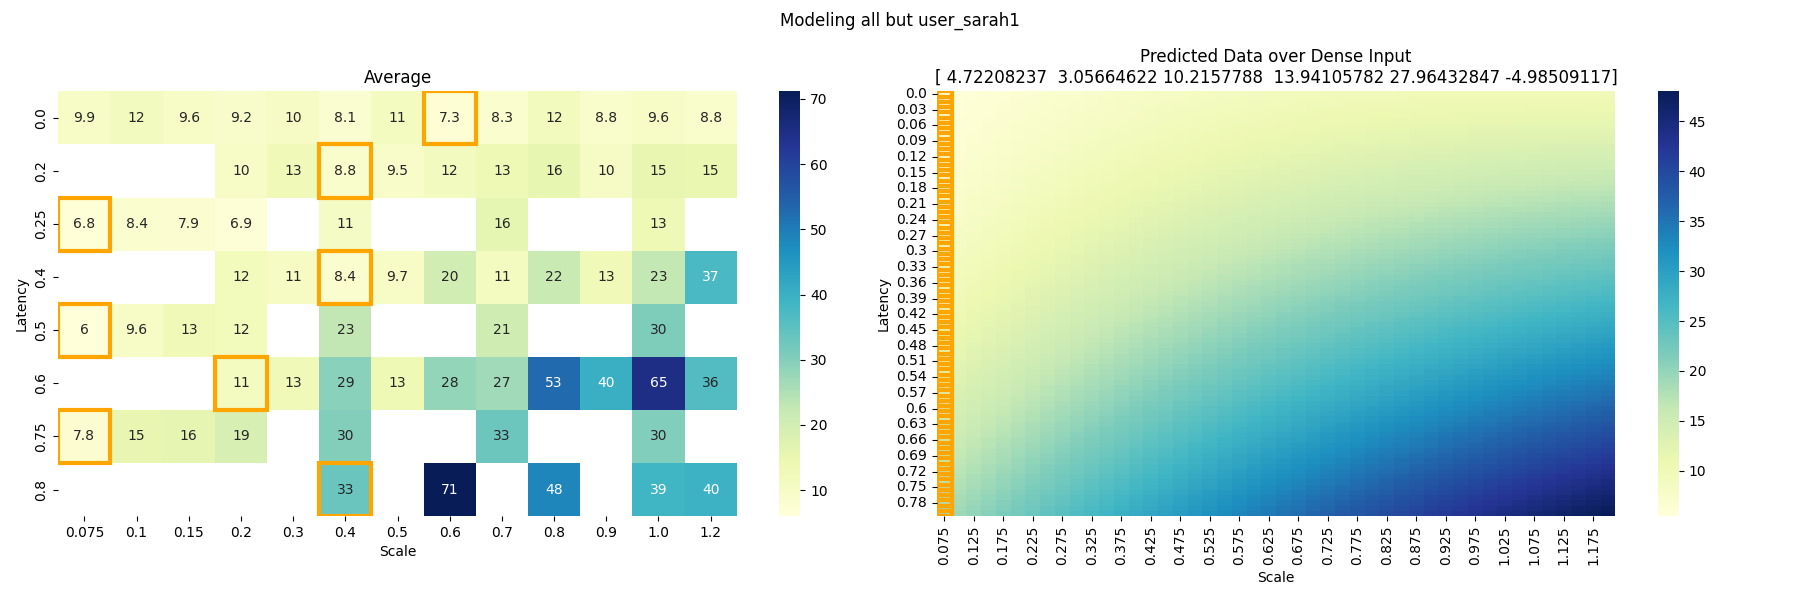 Modeling all but user_sarah1
Average
Latency
0.0 9.9 12 9.6 9.2 10 8.1 11 7.3 8.3 12 8.8 9.6 8.8
0.2 10 13 8.8 9.5 12 13 16 10 15 15
0.25 6.8 8.4 7.9 6.9 11 16 13
0.4 12 11 8.4 9.7 20 11 22 13 23 37
0.5 6 9.6 13 12 23 21 30
0.6 11 13 29 13 28 27 53 40 65 36
0.75 7.8 15 16 19 30 33 30
0.8 33 71 48 39 40
0.075 0.1 0.15 0.2 0.3 0.4 0.5 0.6 0.7 0.8 0.9 1.0 1.2
Scale
70
60
50
40
30
20
10
Predicted Data over Dense Input
[ 4.72208237 3.05664622 10.2157788 13.94105782 27.96432847 -4.98509117]
Latency
0.0
0.03
0.06
0.09
0.12
0.15
0.18
0.21
0.24
0.27
0.3
0.33
0.36
0.39
0.42
0.45
0.48
0.51
0.54
0.57
0.6
0.63
0.66
0.69
0.72
0.75
0.78
0.075 0.125 0.175 0.225 0.275 0.325 0.375 0.425 0.475 0.525 0.575 0.625 0.675 0.725 0.775 0.825 0.875 0.925 0.975 1.025 1.075 1.125 1.175
Scale
45
40
35
30
25
20
15
10